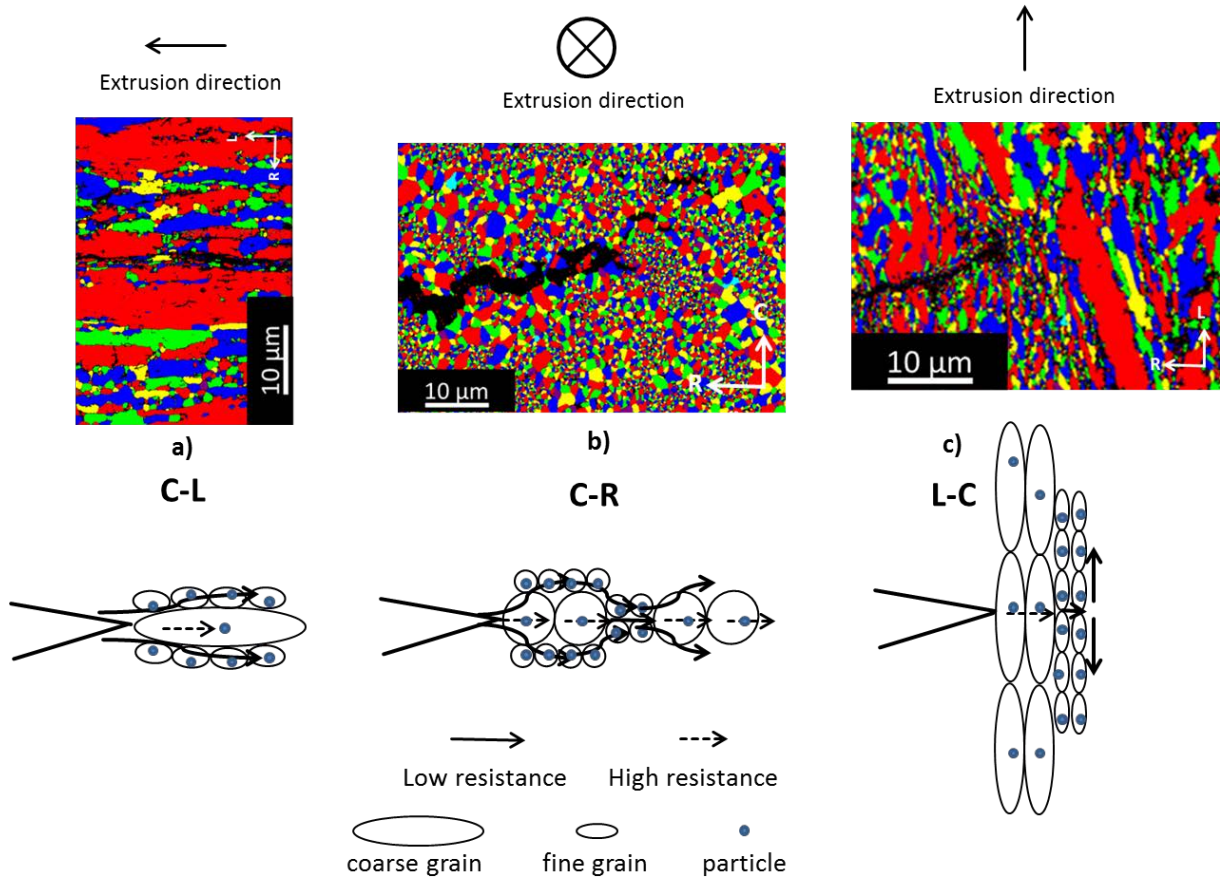 Extrusion direction
Extrusion direction
Extrusion direction
L
R
10 µm
C
R
10 µm
L
R
10 µm
a)
b)
c)
C-L
C-R
L-C
Low resistance
High resistance
coarse grain
fine grain
particle